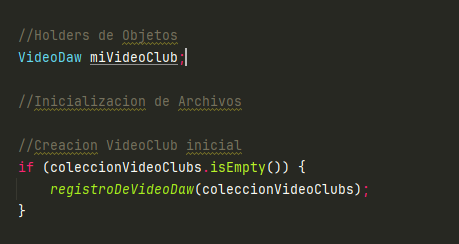 //Holders de Objetos
VideoDaw miVideoClub;
//Inicializacion de Archivos
//Creacion VideoClub inicial
if (coleccionVideoClubs.isEmpty()) {
registroDeVideoDaw(coleccionVideoClubs);
}